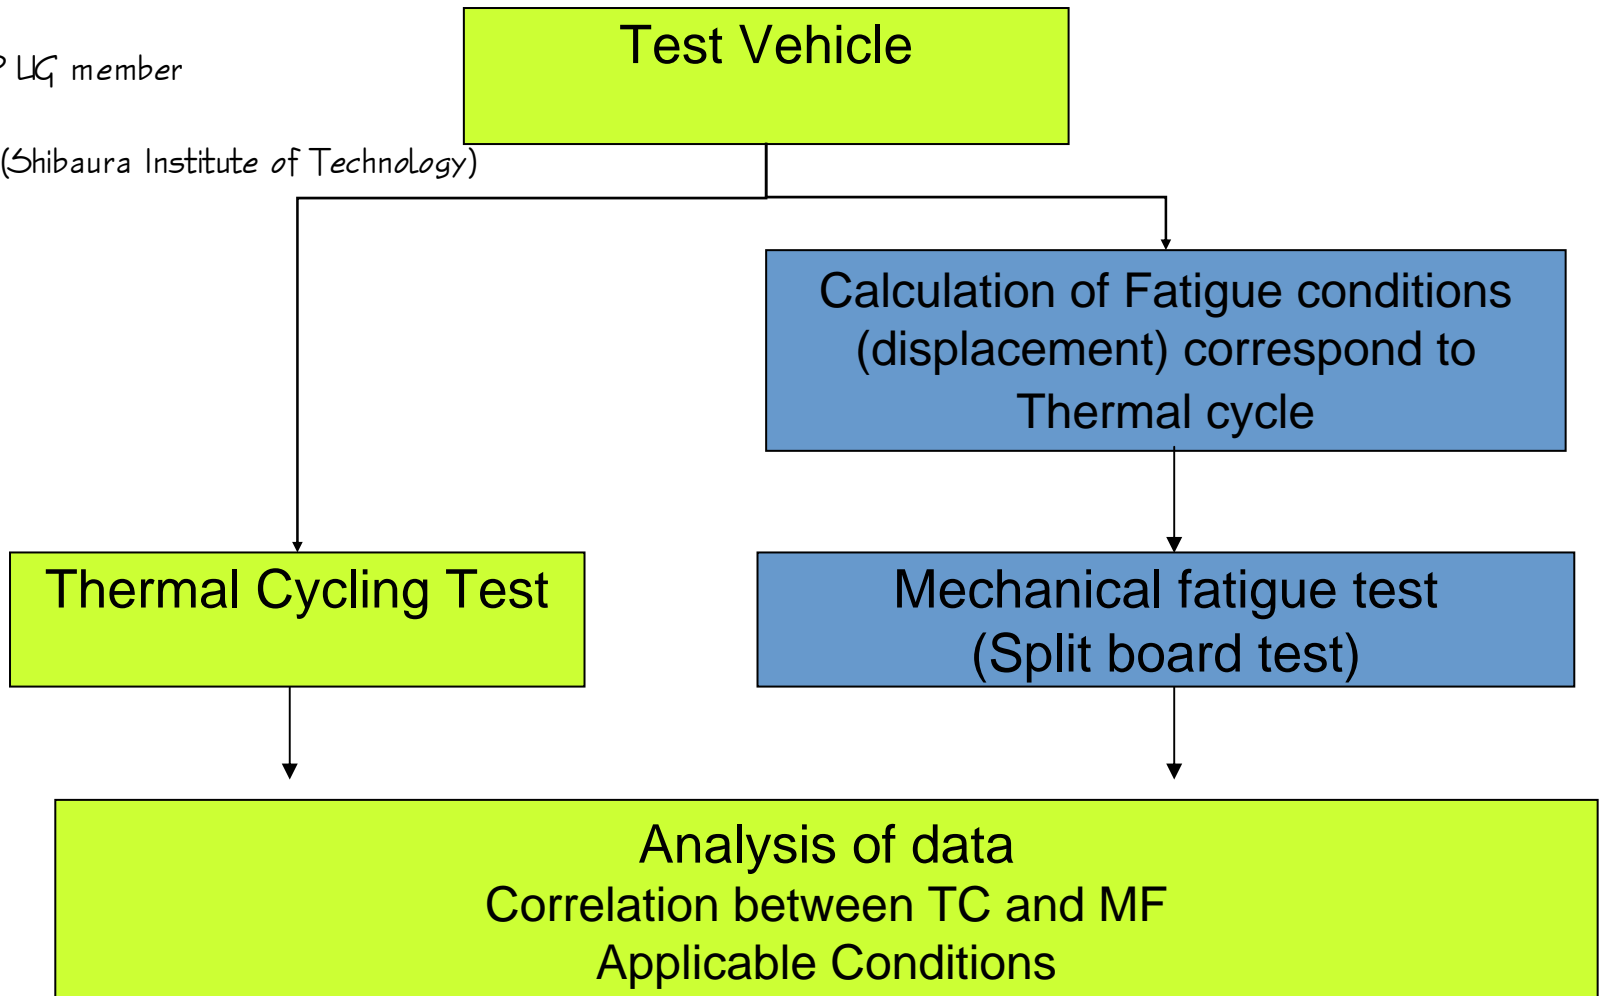 Test Vehicle
UG member
(Shibaura Institute of Technology)
Calculation of Fatigue conditions
(displacement) correspond to
Thermal cycle
Thermal Cycling Test
Mechanical fatigue test
(Split board test)
Analysis of data
Correlation between TC and MF
Applicable Conditions